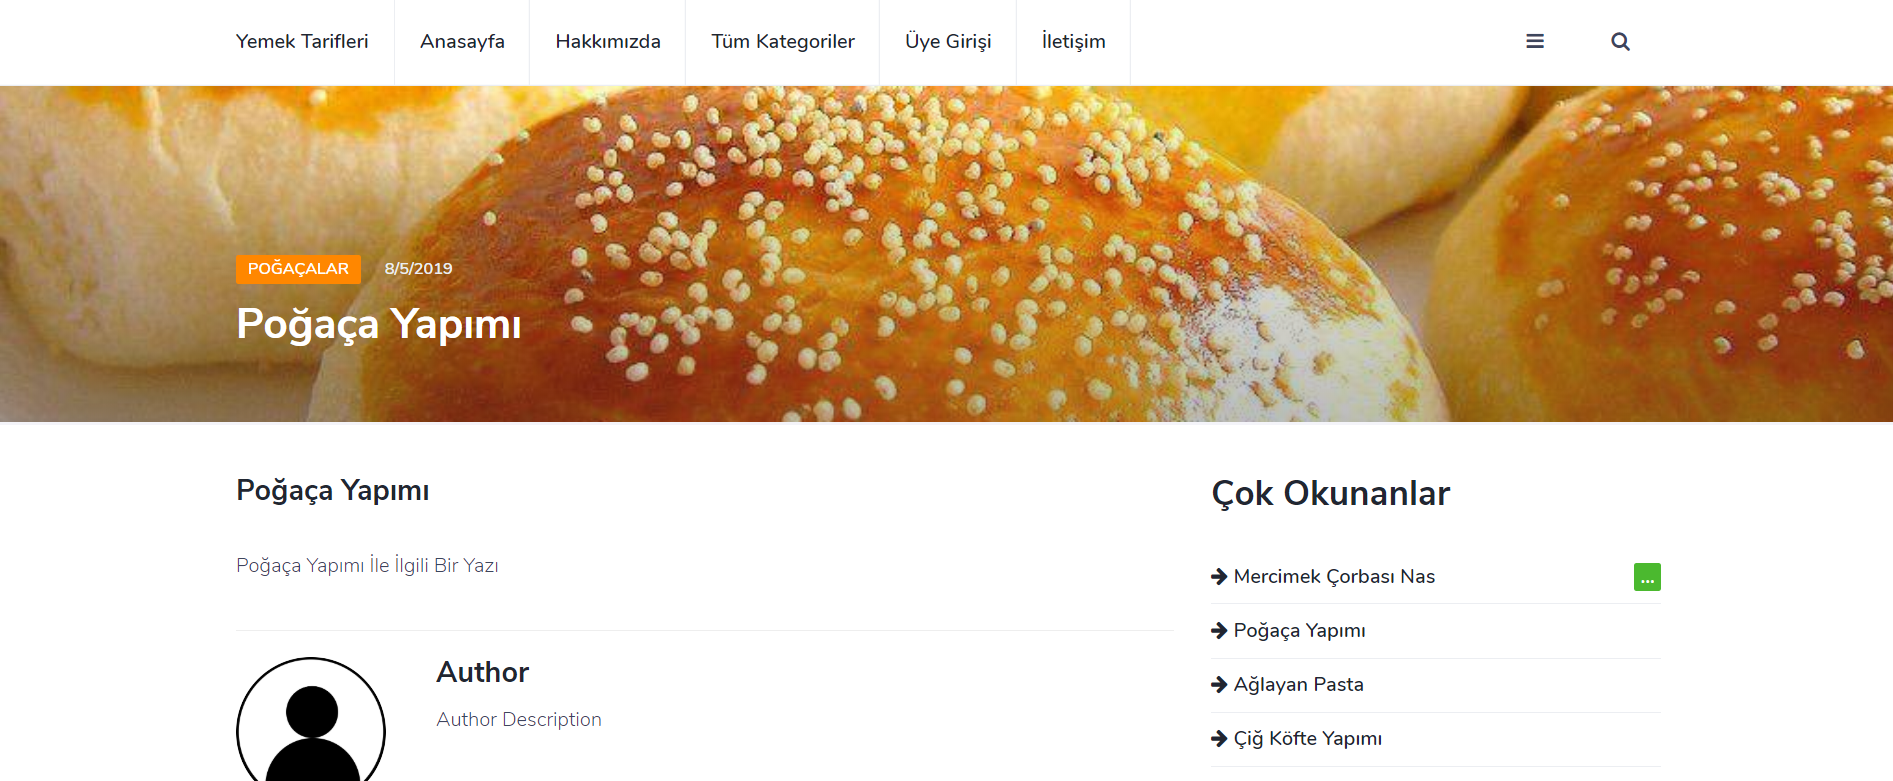 Yemek Tarifleri Anasayfa Hakkımızda Tüm Kategoriler Üye Girişi İletişim
POĞAÇALAR 8/5/2019
Poğaça Yapımı
Poğaça Yapımı
Poğaça Yapımı İle İlgili Bir Yazı
Author
Author Description
Çok Okunanlar
Mercimek Çorbası Nas ...
Poğaça Yapımı
Ağlayan Pasta
Çiğ Köfte Yapımı